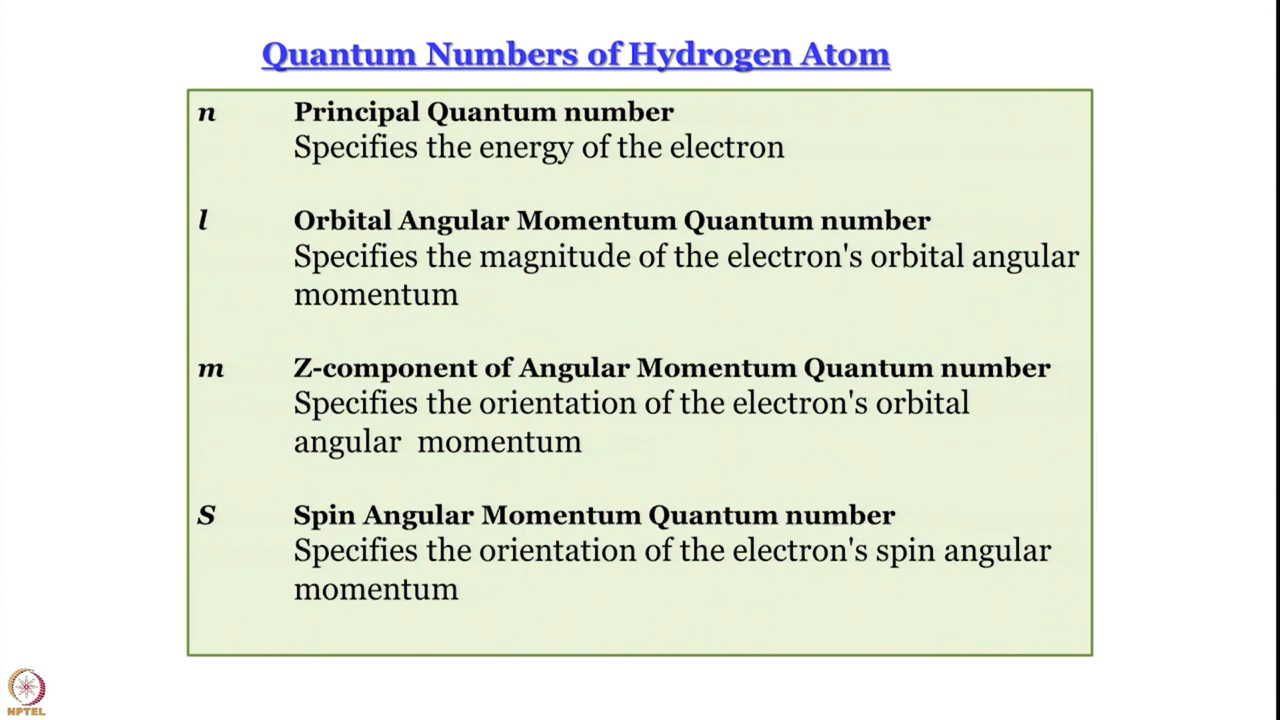 Quantum Numbers of Hydrogen Atom
n Principal Quantum number
Specifies the energy of the electron
l Orbital Angular Momentum Quantum number
Specifies the magnitude of the electron's orbital angular
momentum
m Z-component of Angular Momentum Quantum number
Specifies the orientation of the electron's orbital
angular momentum
S Spin Angular Momentum Quantum number
Specifies the orientation of the electron's spin angular
momentum
NPTEL